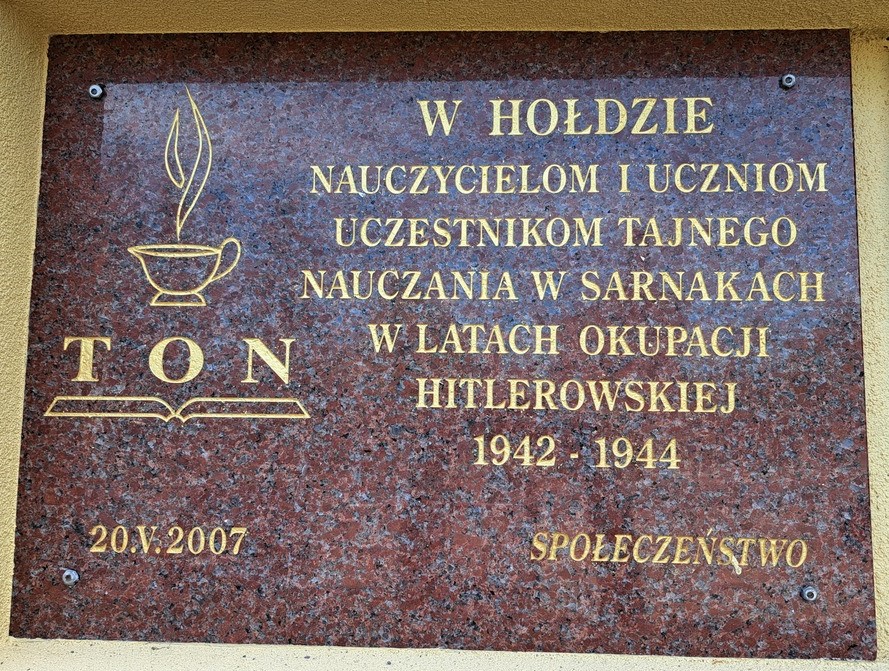 W HOŁDZIE
NAUCZYCIELOM I UCZNIOM
UCZESTNIKOM TAJNEGO
NAUCZANIA W SARNAKACH
W LATACH OKUPACJI
HITLEROWSKIEJ
1942 - 1944
TON
20.V.2007
SPOŁECZEŃSTWO